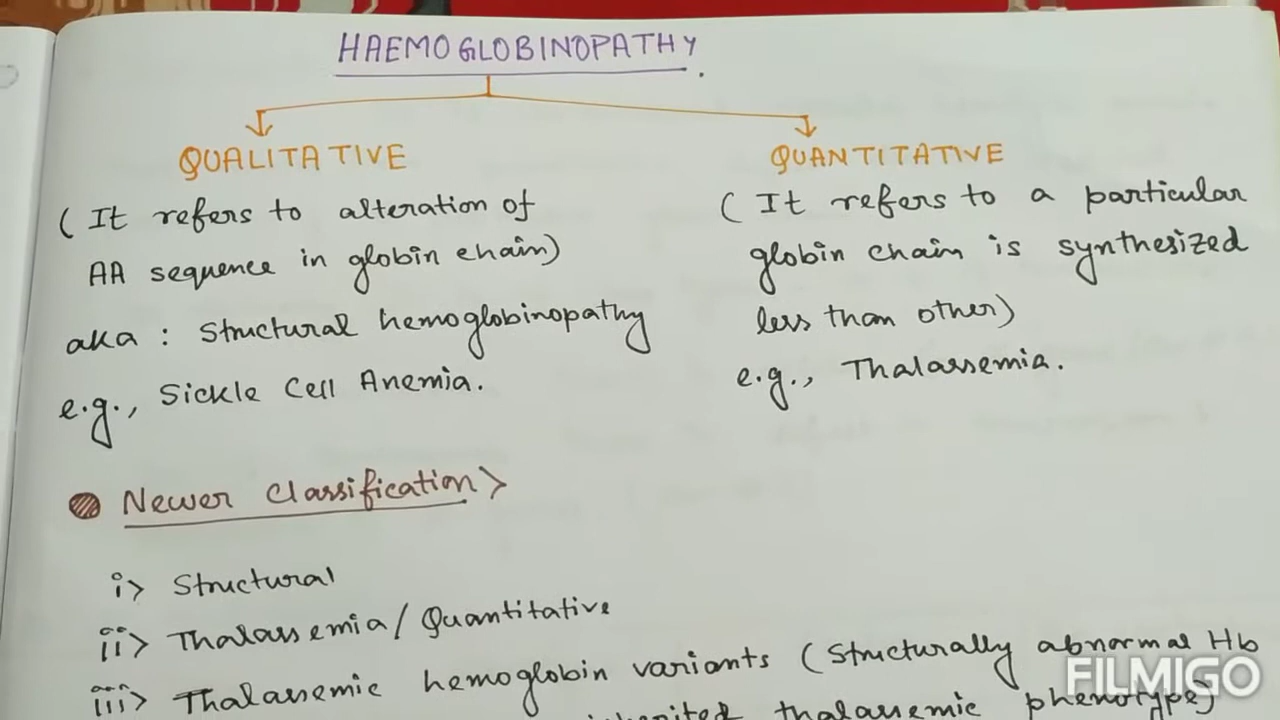 HAEMOGLOBINOPATHY.
QUALITATIVE
(It refers to alteration of
AA sequence in globin chain)
aka : Structural hemoglobinopathy
e.g., Sickle Cell Anemia.
QUANTITATIVE
(It refers to a particular
globin chain is synthesized
less than other)
e.g., Thalassemia.
Newer Classification>
i> Structural
ii> Thalassemia/Quantitative
iii> Thalassemic hemoglobin variants (Structurally abnormal Hb
inherited thalassemic phenotype)
FILMIGO